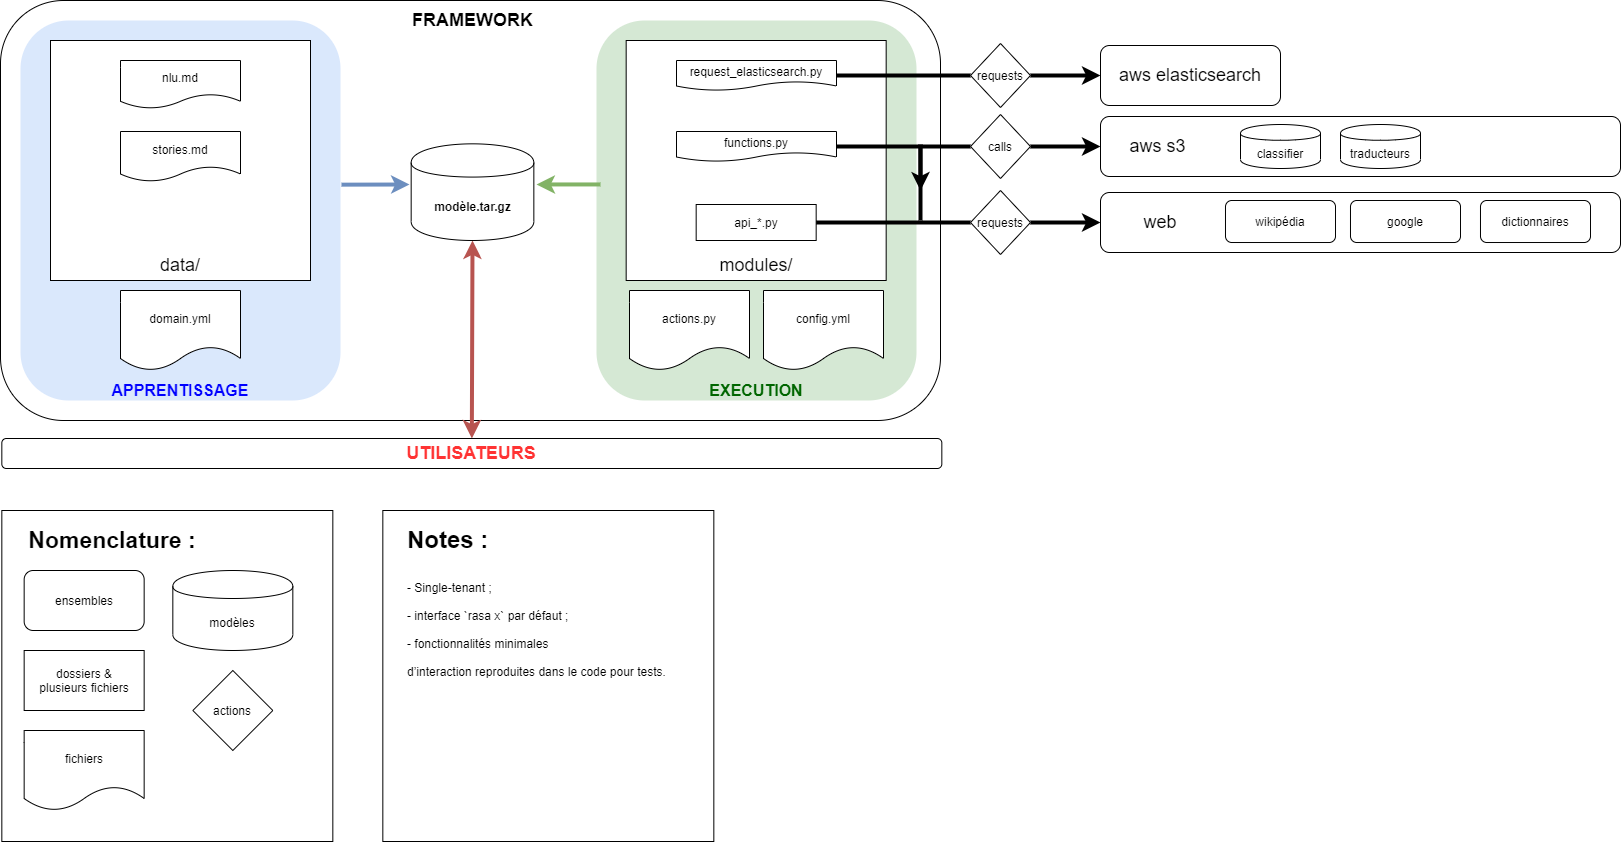 FRAMEWORK
nlu.md
stories.md
data/
domain.yml
APPRENTISSAGE
modèle.tar.gz
request_elasticsearch.py
functions.py
api_*.py
modules/
actions.py
config.yml
EXECUTION
requests
aws elasticsearch
calls
aws s3
classifier
traducteurs
requests
web
wikipédia
google
dictionnaires
UTILISATEURS
Nomenclature :
ensembles
modèles
dossiers &
plusieurs fichiers
actions
fichiers
Notes :
- Single-tenant ;
- interface `rasa x` par défaut ;
- fonctionnalités minimales
d'interaction reproduites dans le code pour tests.